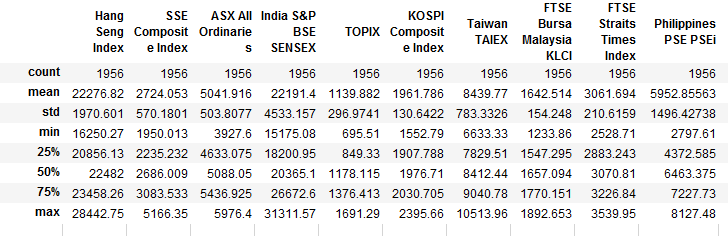 Hang Seng Index SSE Composit e Index ASX All Ordinarie s India S&P BSE SENSEX TOPIX KOSPI Composit e Index Taiwan TAIEX FTSE Bursa Malaysia KLCI FTSE Straits Times Index Philippines PSE PSEi
count 1956 1956 1956 1956 1956 1956 1956 1956 1956 1956
mean 22276.82 2724.053 5041.916 22191.4 1139.882 1961.786 8439.77 1642.514 3061.694 5952.85563
std 1970.601 570.1801 503.8077 4533.157 296.9741 130.6422 783.3326 154.248 210.6159 1496.42738
min 16250.27 1950.013 3927.6 15175.08 695.51 1552.79 6633.33 1233.86 2528.71 2797.61
25% 20856.13 2235.232 4633.075 18200.95 849.33 1907.788 7829.51 1547.295 2883.243 4372.585
50% 22482 2686.009 5088.05 20365.1 1178.115 1976.71 8412.44 1657.094 3070.81 6463.375
75% 23458.26 3083.533 5436.925 26672.6 1376.413 2030.705 9040.78 1770.151 3226.84 7227.73
max 28442.75 5166.35 5976.4 31311.57 1691.29 2395.66 10513.96 1892.653 3539.95 8127.48